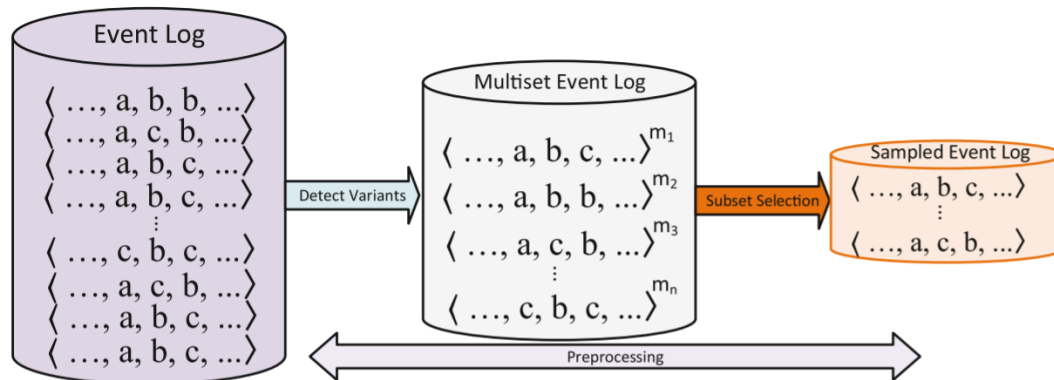 Event Log
⟨ ..., a, b, b, ...⟩
⟨ ..., a, c, b, ...⟩
⟨ ..., a, b, c, ...⟩
⟨ ..., a, b, c, ...⟩
⋮
⟨ ..., c, b, c, ...⟩
⟨ ..., a, c, b, ...⟩
⟨ ..., a, b, c, ...⟩
⟨ ..., a, b, c, ...⟩
Detect Variants
Multiset Event Log
⟨ ..., a, b, c, ...⟩ m1
⟨ ..., a, b, b, ...⟩ m2
⟨ ..., a, c, b, ...⟩ m3
⋮
⟨ ..., c, b, c, ...⟩ mn
Subset Selection
Sampled Event Log
⟨ ..., a, b, c, ...⟩
⋮
⟨ ..., a, c, b, ...⟩
Preprocessing